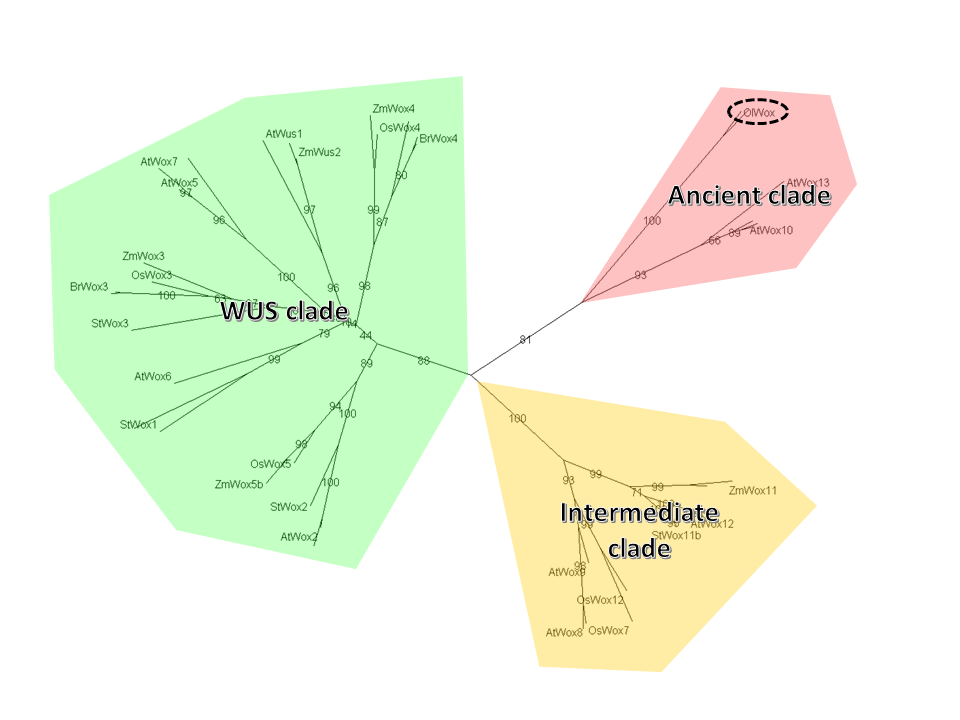 ZmWox4
OsWox4
BrWox4
AtWus1
ZmWus2
AtWox7
AtWox5
97
96
97
80
99
87
100
96
98
ZmWox3
OsWox3
BrWox3
100
63
StWox3
WUS clade
79
44
AtWox6
99
StWox1
89
88
94
100
98
OsWox5
ZmWox5b
StWox2
100
AtWox2
OlWox
AtWox13
Ancient clade
100
66
89
AtWox10
93
81
100
99
93
71
99
ZmWox11
Intermediate
clade
AtWox12
StWox11b
99
98
AtWox9
OsWox12
AtWox8
OsWox7